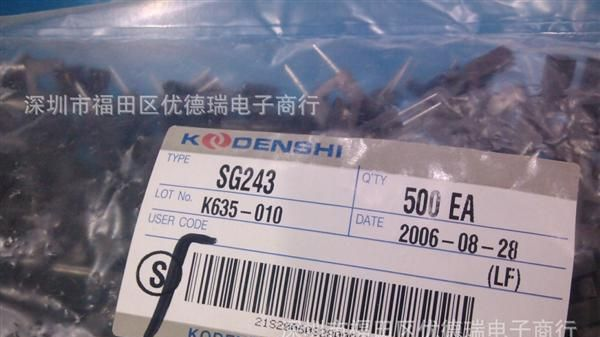 深圳市福田区优德瑞电子商行
KODENSHI
TYPE SG243 Q'TY 500 EA
LOT No. K635-010 DATE 2006-08-28
USER CODE (LF)
S
深圳市福田区优德瑞电子商行